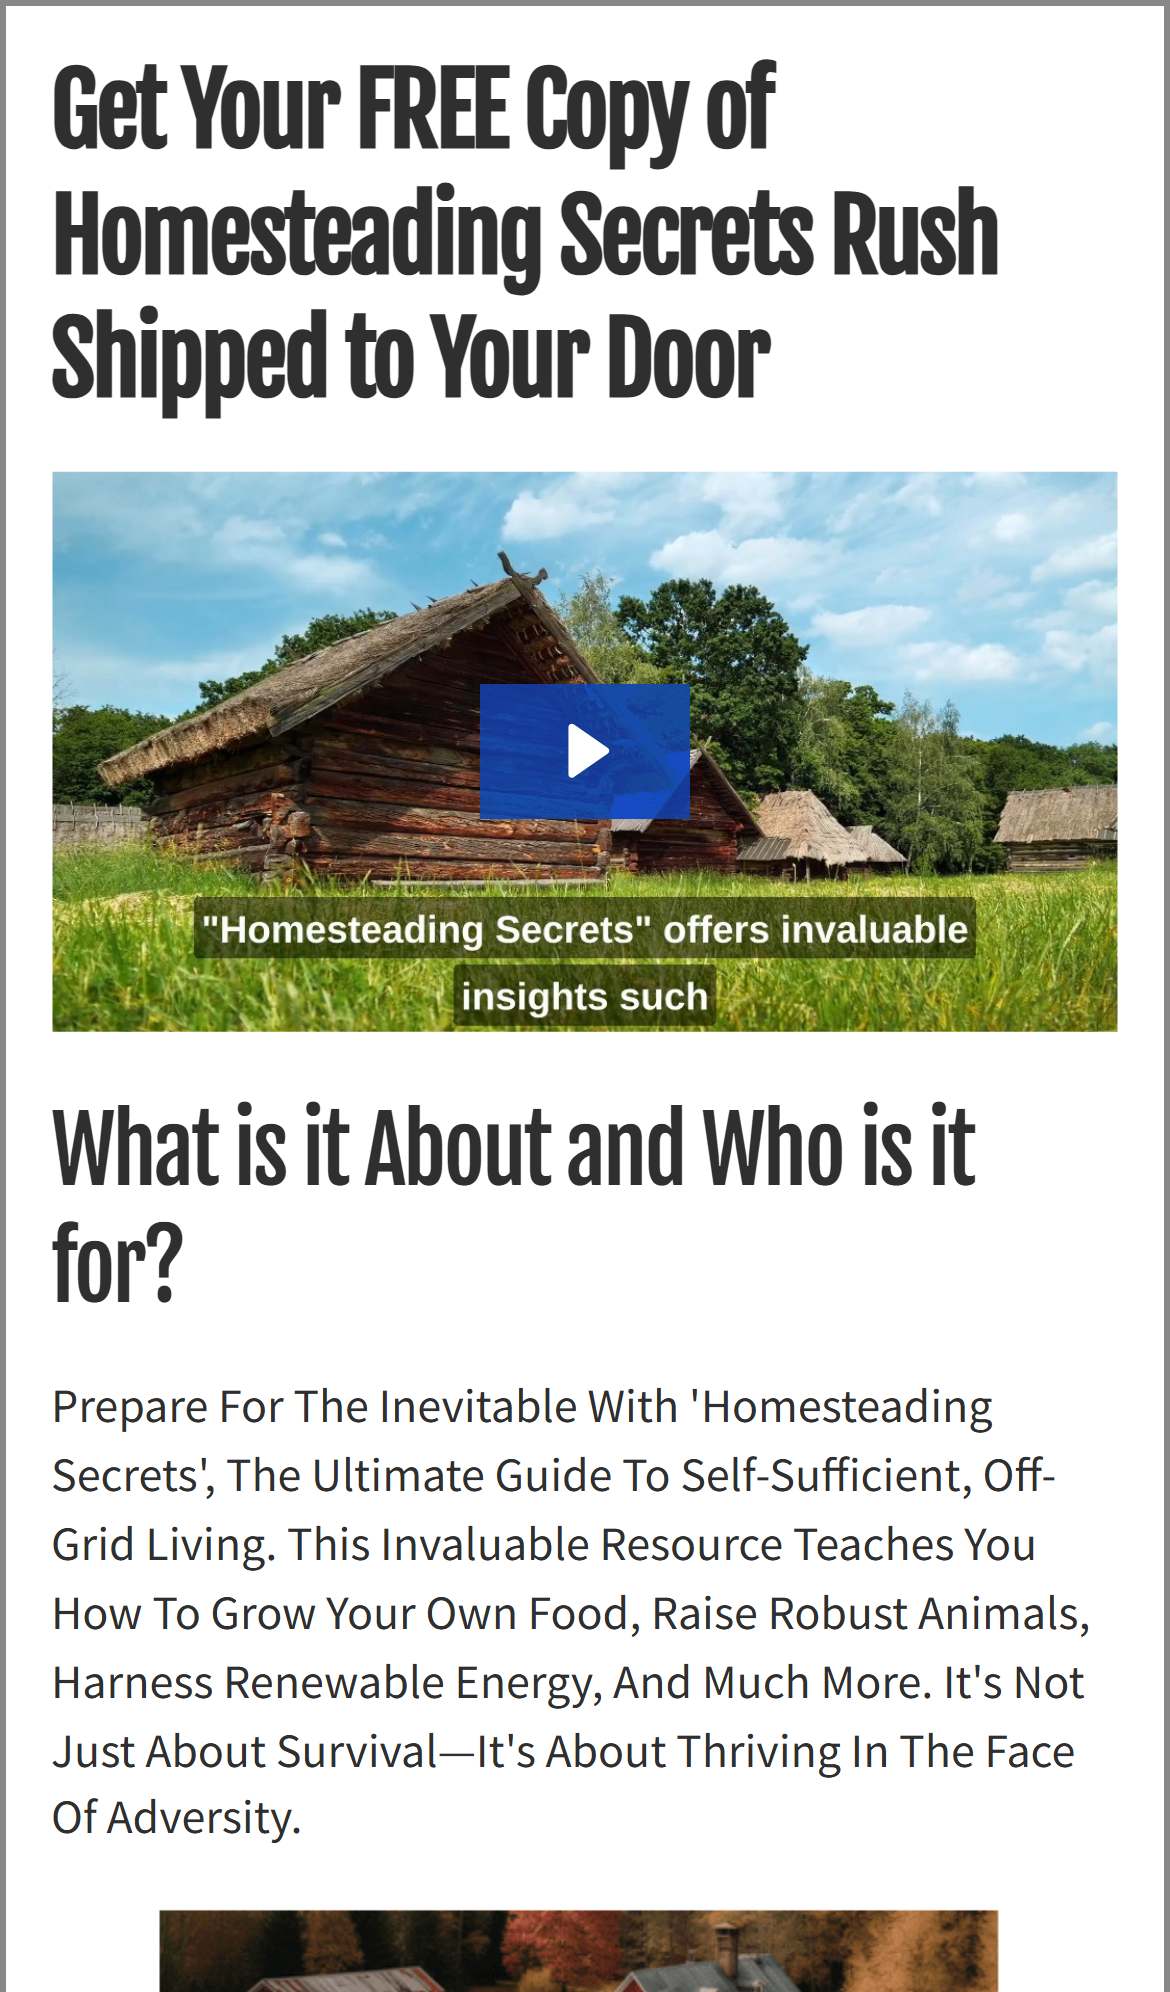 Get Your FREE Copy of
Homesteading Secrets Rush
Shipped to Your Door
"Homesteading Secrets" offers invaluable
insights such
What is it About and Who is it
for?
Prepare For The Inevitable With 'Homesteading
Secrets', The Ultimate Guide To Self-Sufficient, Off-
Grid Living. This Invaluable Resource Teaches You
How To Grow Your Own Food, Raise Robust Animals,
Harness Renewable Energy, And Much More. It's Not
Just About Survival—It's About Thriving In The Face
Of Adversity.